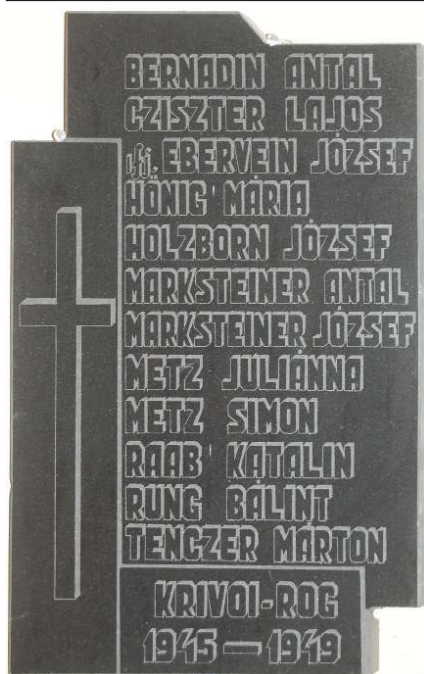 BERNADIN ANTAL
CZISZTER LAJOS
ifj. EBERVEIN JÓZSEF
HÖNIG MÁRIA
HOLZBORN JÓZSEF
MARKSTEINER ANTAL
MARKSTEINER JÓZSEF
METZ JULIÁNNA
METZ SIMON
RAAB KATALIN
RUNG BÁLINT
TENCZER MÁRTON
KRIVOI-ROG
1945 — 1949